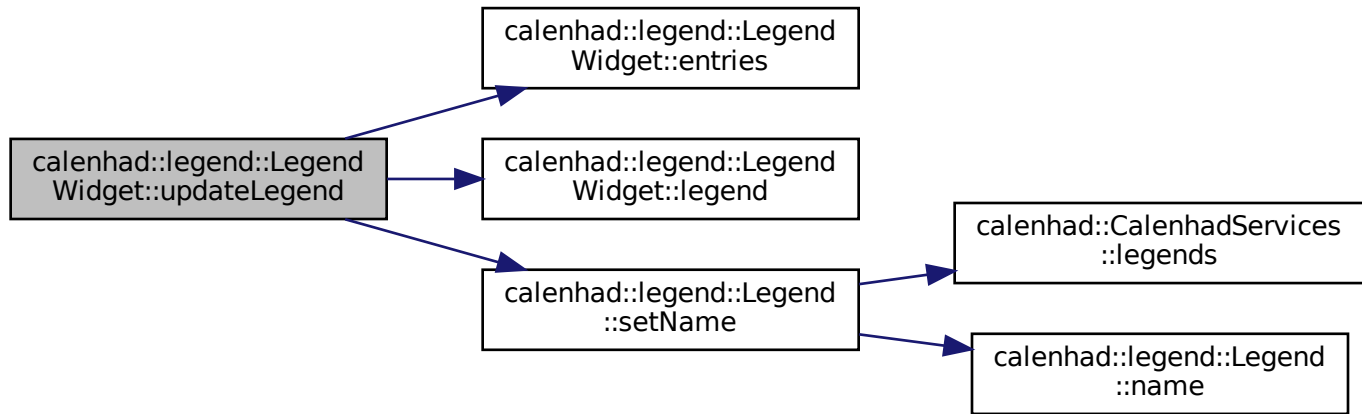 calenhad::legend::Legend
Widget::updateLegend
calenhad::legend::Legend
Widget::entries
calenhad::legend::Legend
Widget::legend
calenhad::legend::Legend
::setName
calenhad::CalenhadServices
::legends
calenhad::legend::Legend
::name